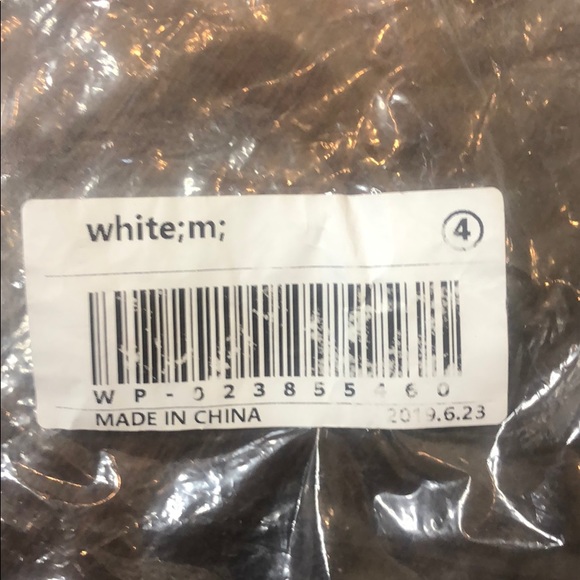 white;m;
4
WP-023855460
MADE IN CHINA
2019.6.23